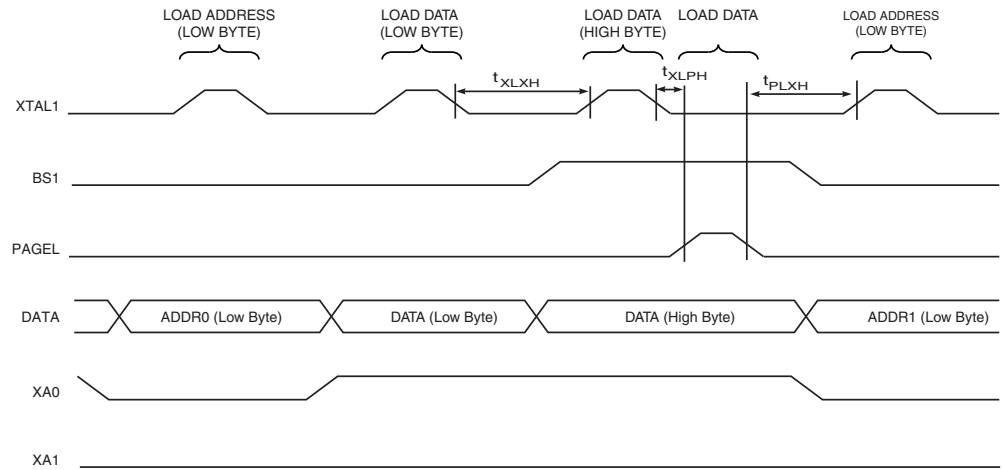 LOAD ADDRESS
(LOW BYTE)
LOAD DATA
(LOW BYTE)
LOAD DATA
(HIGH BYTE)
LOAD DATA
LOAD ADDRESS
(LOW BYTE)
tXLXH
tXLPH
tPLXH
XTAL1
BS1
PAGEL
DATA
ADDR0 (Low Byte)
DATA (Low Byte)
DATA (High Byte)
ADDR1 (Low Byte)
XA0
XA1